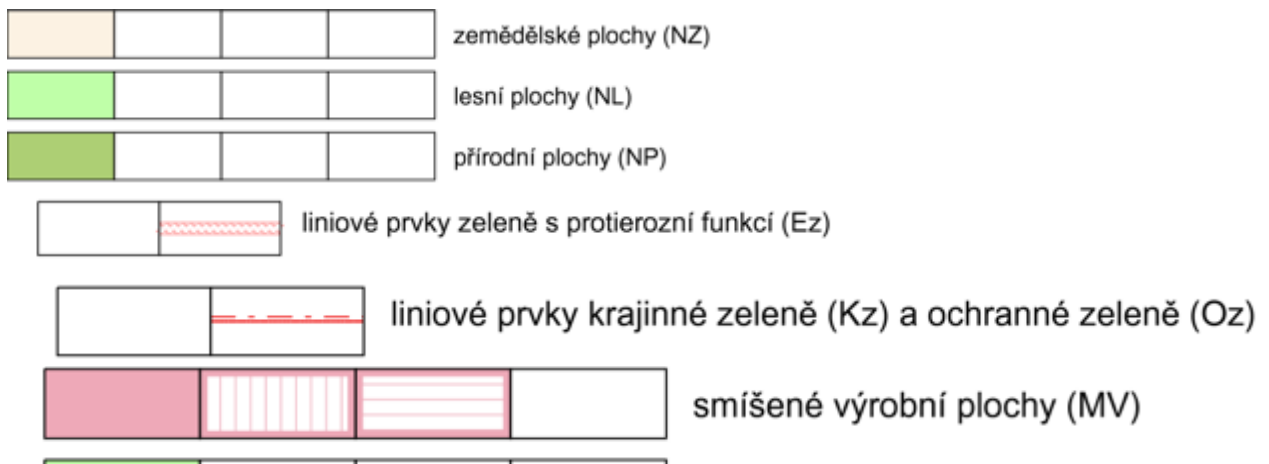 zemědělské plochy (NZ)
lesní plochy (NL)
přírodní plochy (NP)
liniové prvky zeleně s protierozní funkcí (Ez)
liniové prvky krajinné zeleně (Kz) a ochranné zeleně (Oz)
smíšené výrobní plochy (MV)